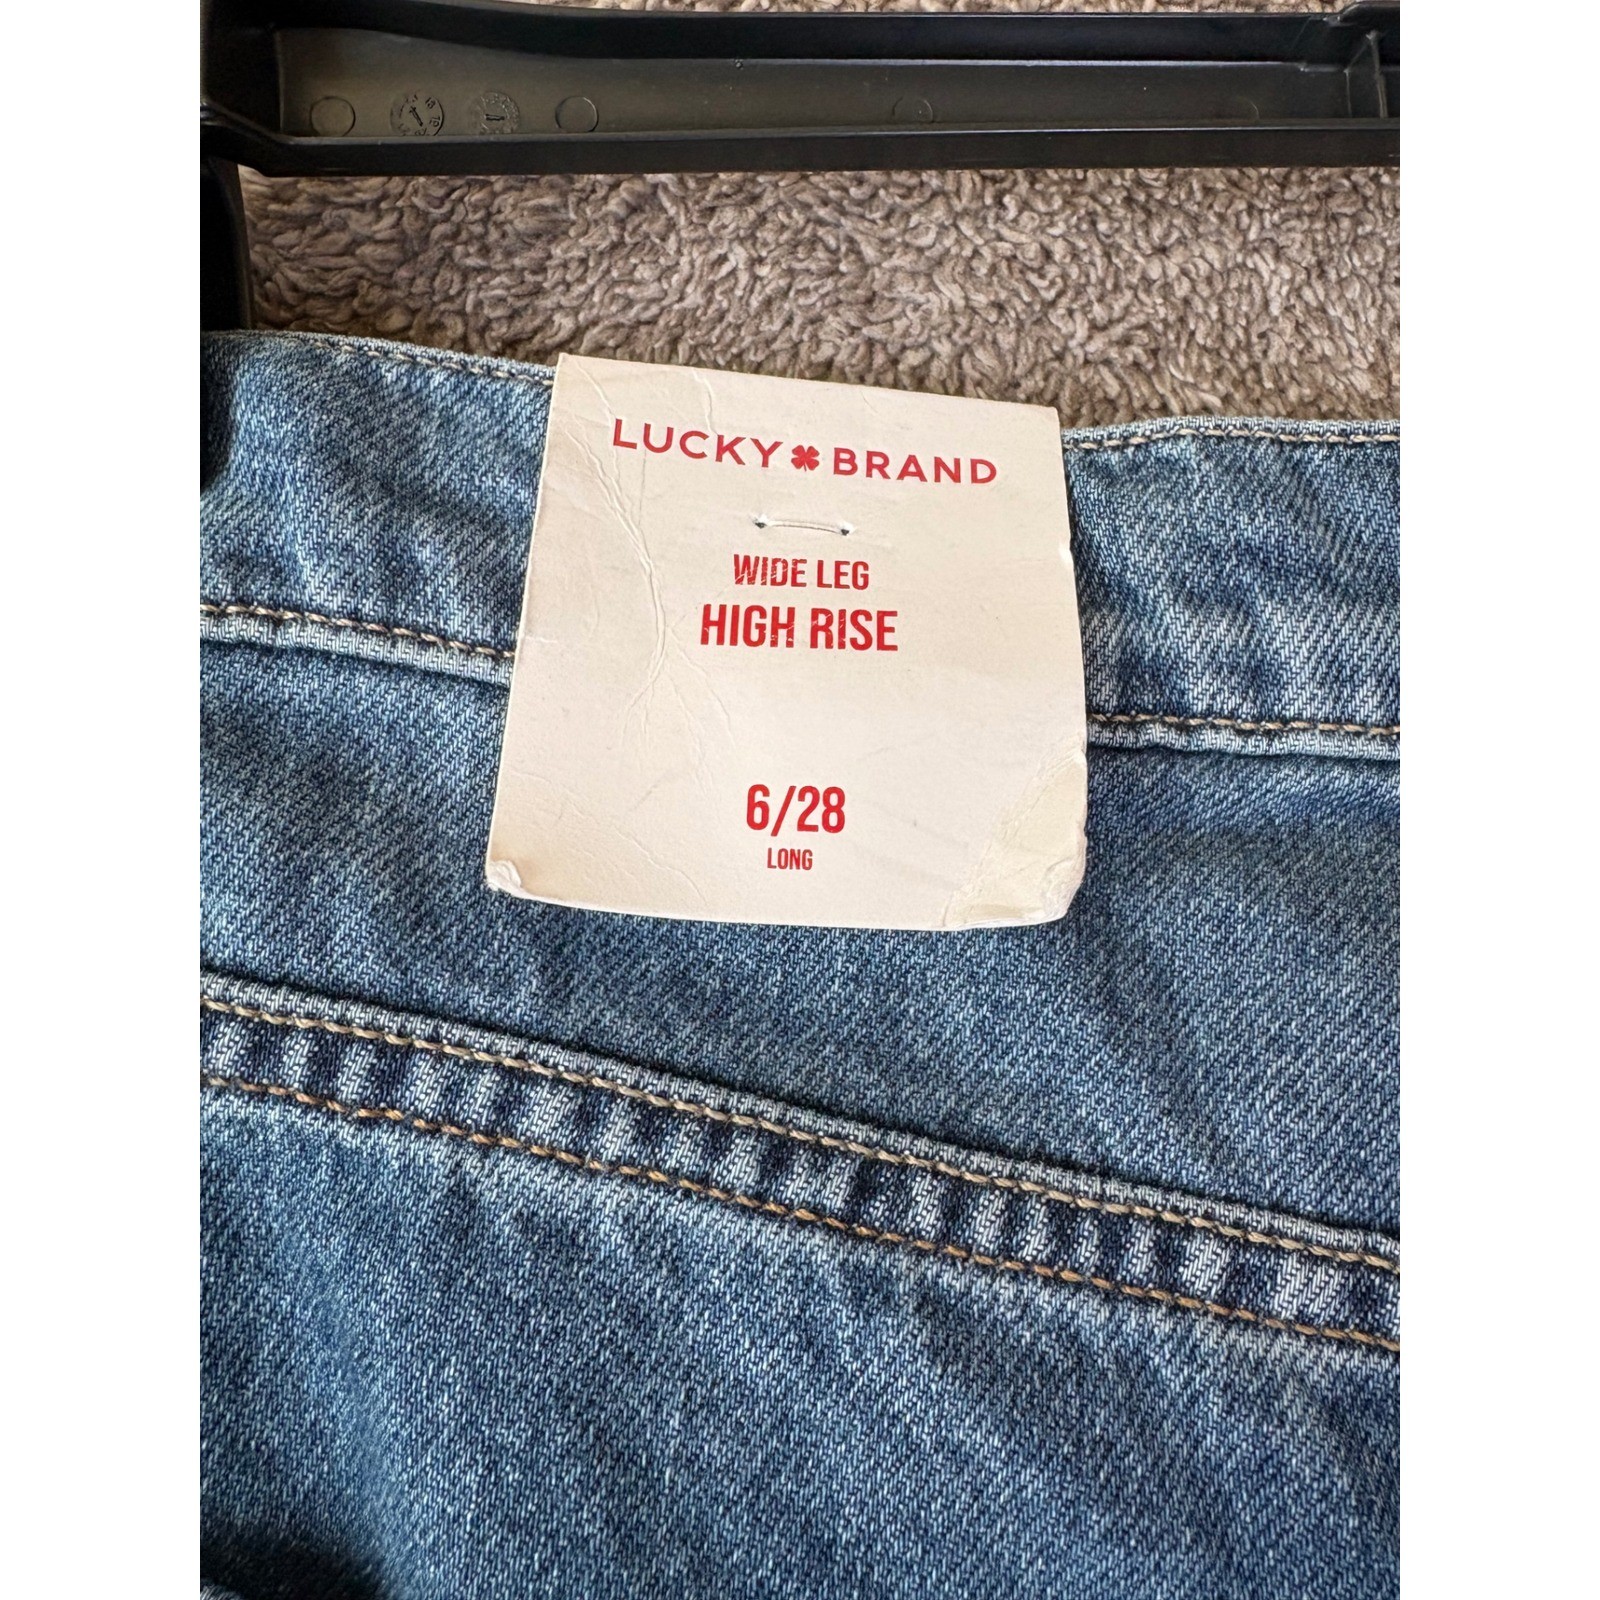 LUCKY BRAND
WIDE LEG
HIGH RISE
6/28
LONG